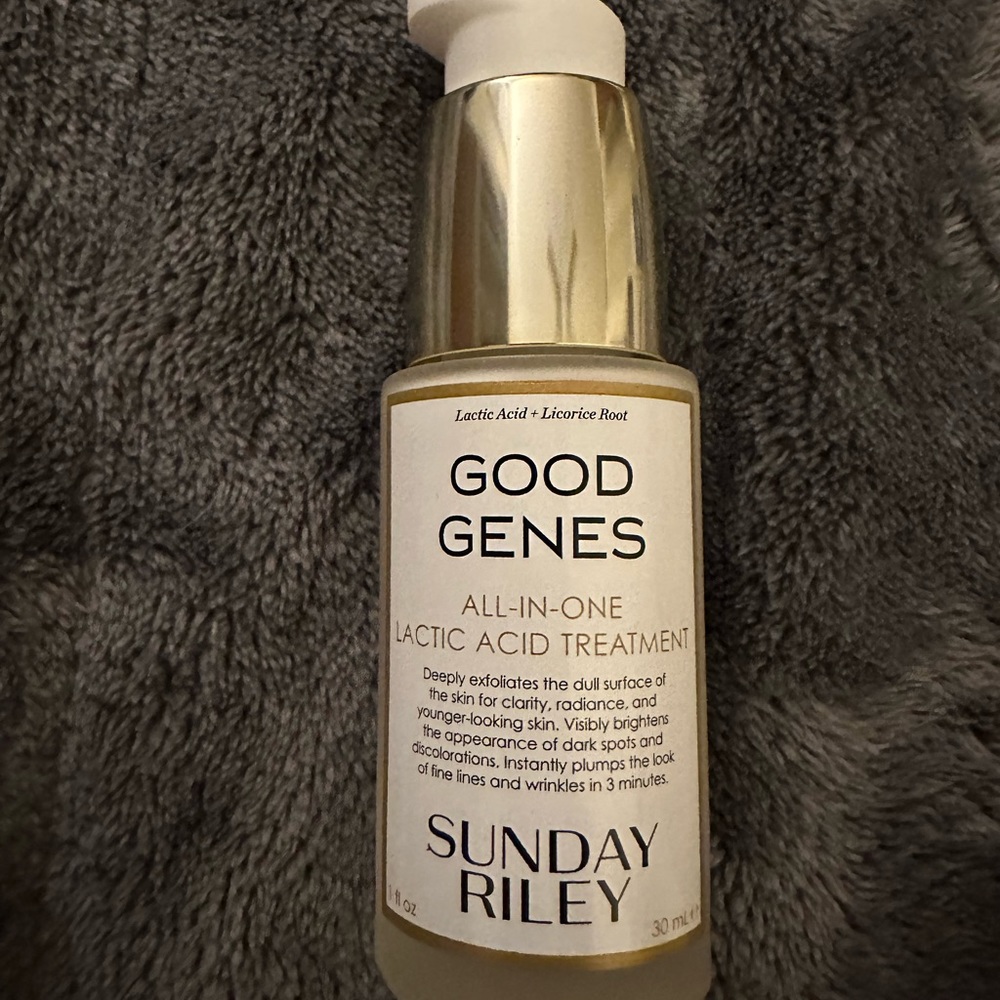 Lactic Acid + Licorice Root
GOOD
GENES
ALL-IN-ONE
LACTIC ACID TREATMENT
Deeply exfoliates the dull surface of
the skin for clarity, radiance, and
younger-looking skin. Visibly brightens
the appearance of dark spots and
discolorations. Instantly plumps the look
of fine lines and wrinkles in 3 minutes.
SUNDAY
RILEY
fl oz
30 mL